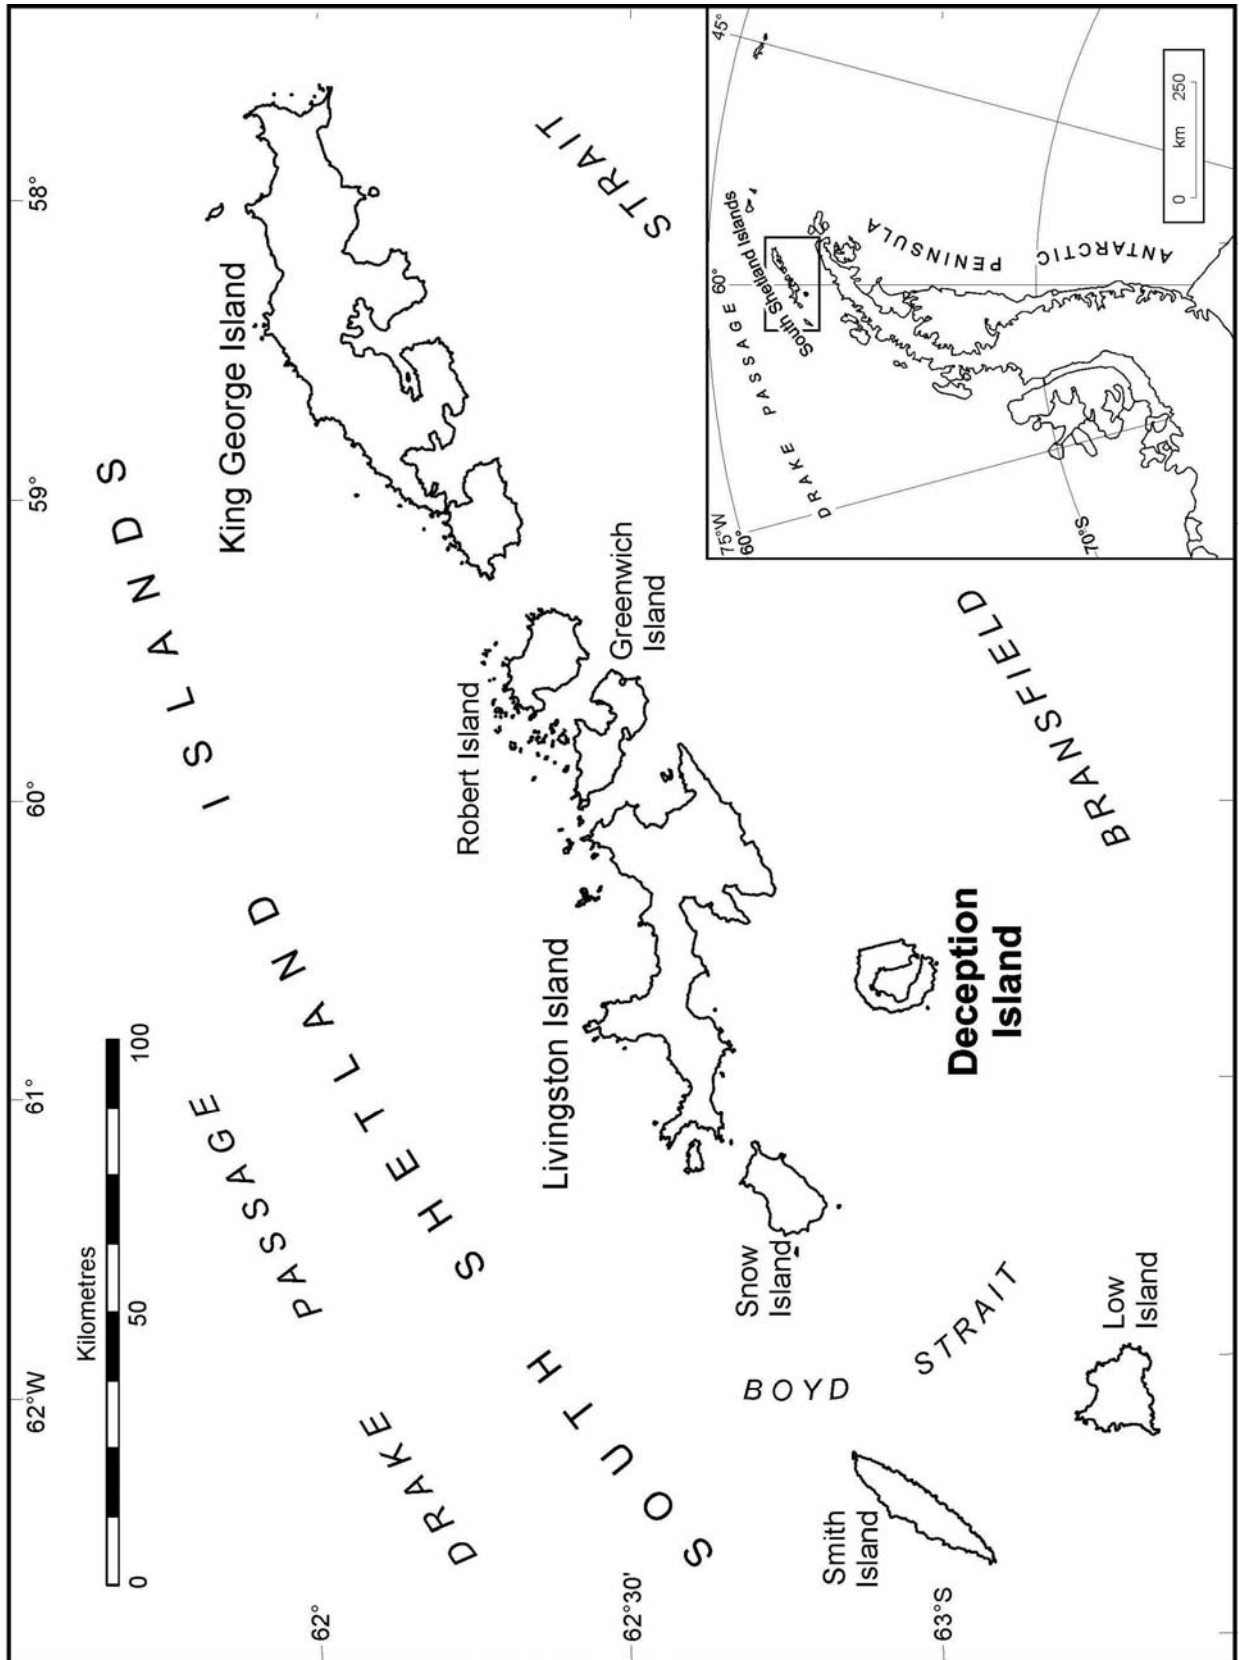 62°W
61°
60°
59°
58°
Kilometres
0
50
100
DRAKE PASSAGE
SOUTH SHETLAND ISLANDS
King George Island
Robert Island
Greenwich
Island
Livingston Island
Snow
Island
Smith
Island
Low
Island
Deception
Island
BOYD STRAIT
BRANSFIELD STRAIT
62°
62°30'
63°S
75°W
60°
60°
45°
70°S
DRAKE PASSAGE
South Shetland Islands
ANTARCTIC
PENINSULA
0 km 250